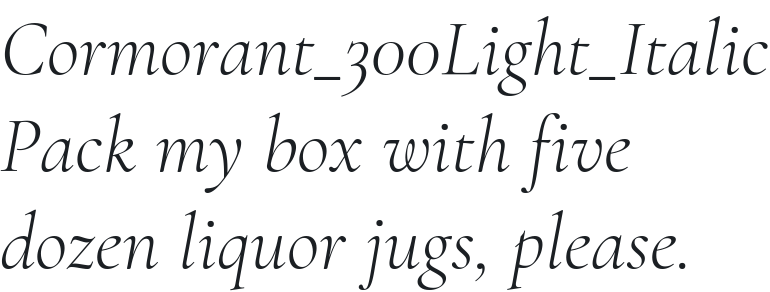 Cormorant_300Light_Italic
Pack my box with five
dozen liquor jugs, please.